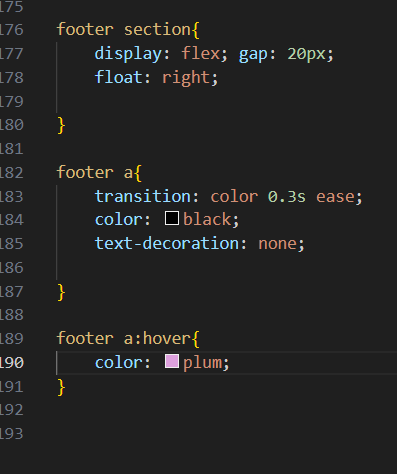 175
176 footer section{
177 display: flex; gap: 20px;
178 float: right;
179
180 }
181
182 footer a{
183 transition: color 0.3s ease;
184 color: black;
185 text-decoration: none;
186
187 }
188
189 footer a:hover{
190 color: plum;
191 }
192
193